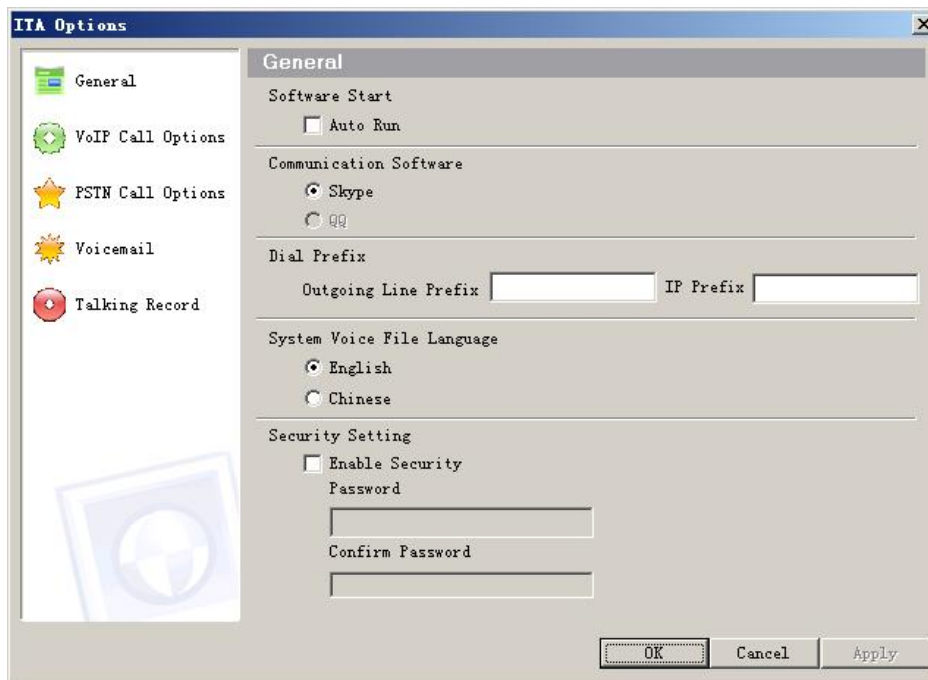 ITA Options
General
VoIP Call Options
PSTN Call Options
Voicemail
Talking Record
General
Software Start
Auto Run
Communication Software
Skype
QQ
Dial Prefix
Outgoing Line Prefix IP Prefix
System Voice File Language
English
Chinese
Security Setting
Enable Security
Password
Confirm Password
OK Cancel Apply